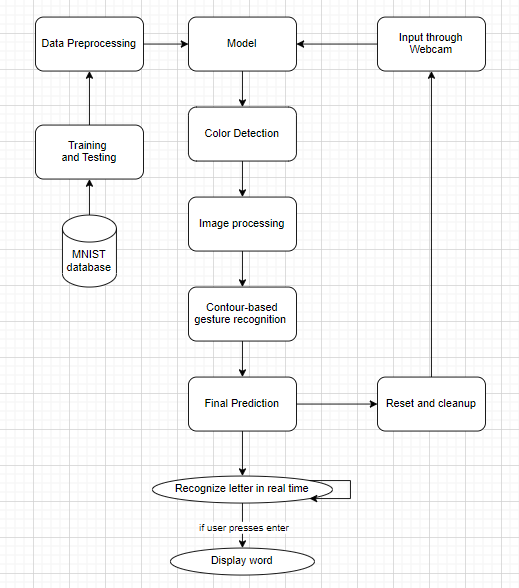 Data Preprocessing
Model
Input through
Webcam
Training
and Testing
Color Detection
MNIST
database
Image processing
Contour-based
gesture recognition
Final Prediction
Reset and cleanup
Recognize letter in real time
if user presses enter
Display word